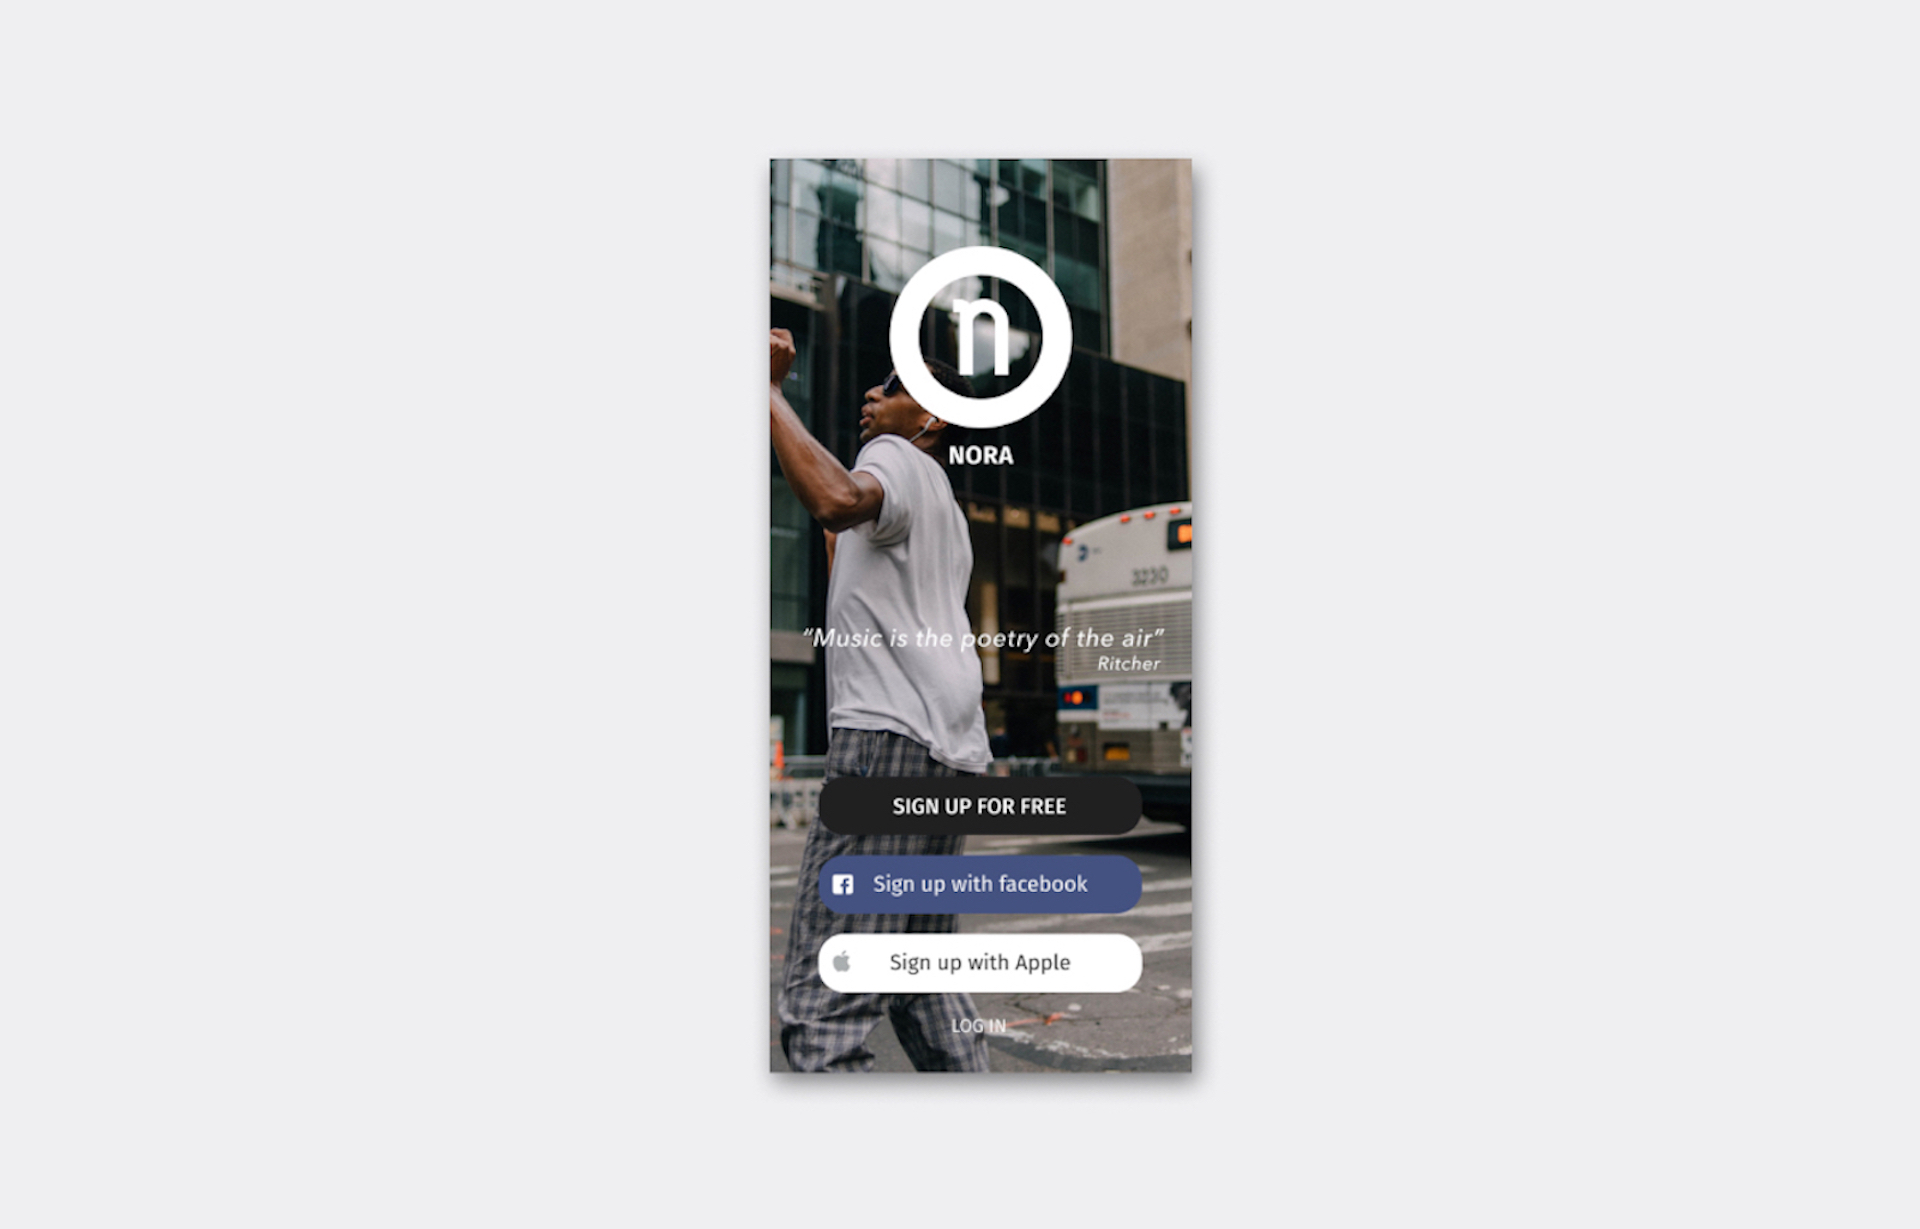 n
NORA
3230
“Music is the poetry of the air”
Ritcher
SIGN UP FOR FREE
Sign up with facebook
Sign up with Apple
LOG IN